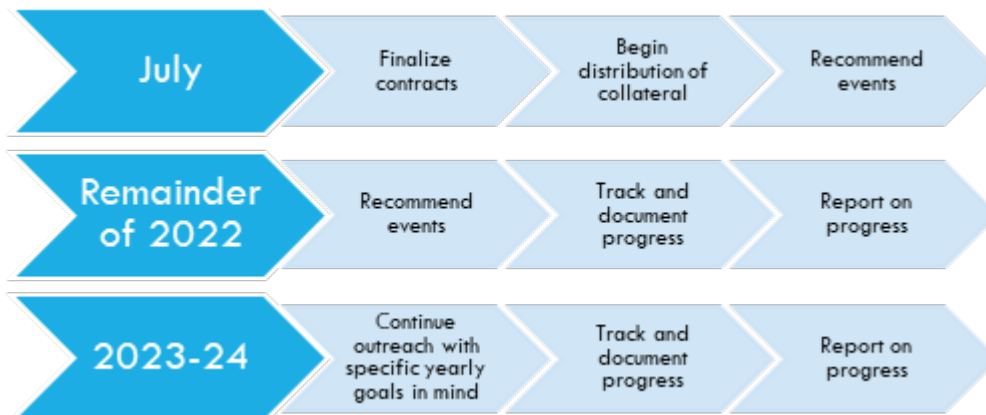 July
Finalize
contracts
Begin
distribution of
collateral
Recommend
events
Remainder
of 2022
Recommend
events
Track and
document
progress
Report on
progress
2023-24
Continue
outreach with
specific yearly
goals in mind
Track and
document
progress
Report on
progress